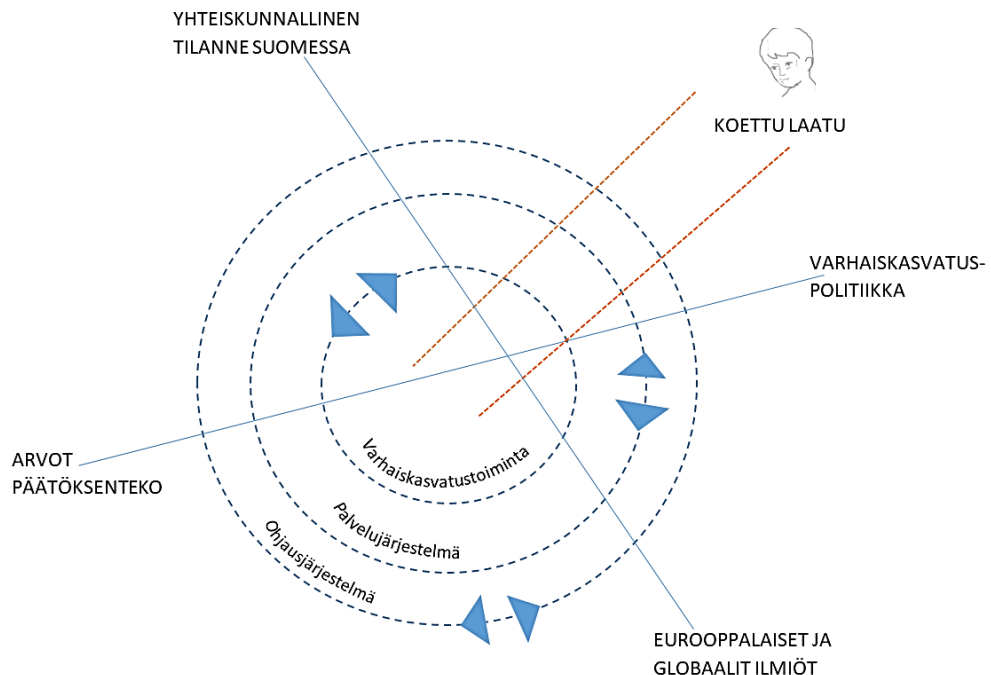 YHTEISKUNNALLINEN
TILANNE SUOMESSA
KOETTU LAATU
VARHAISKASVATUS-
POLITIIKKA
ARVOT
PÄÄTÖKSENTEKO
Varhaiskasvatustoiminta
Palvelujärjestelmä
Ohjausjärjestelmä
EUROOPPALAISET JA
GLOBAALIT ILMIÖT